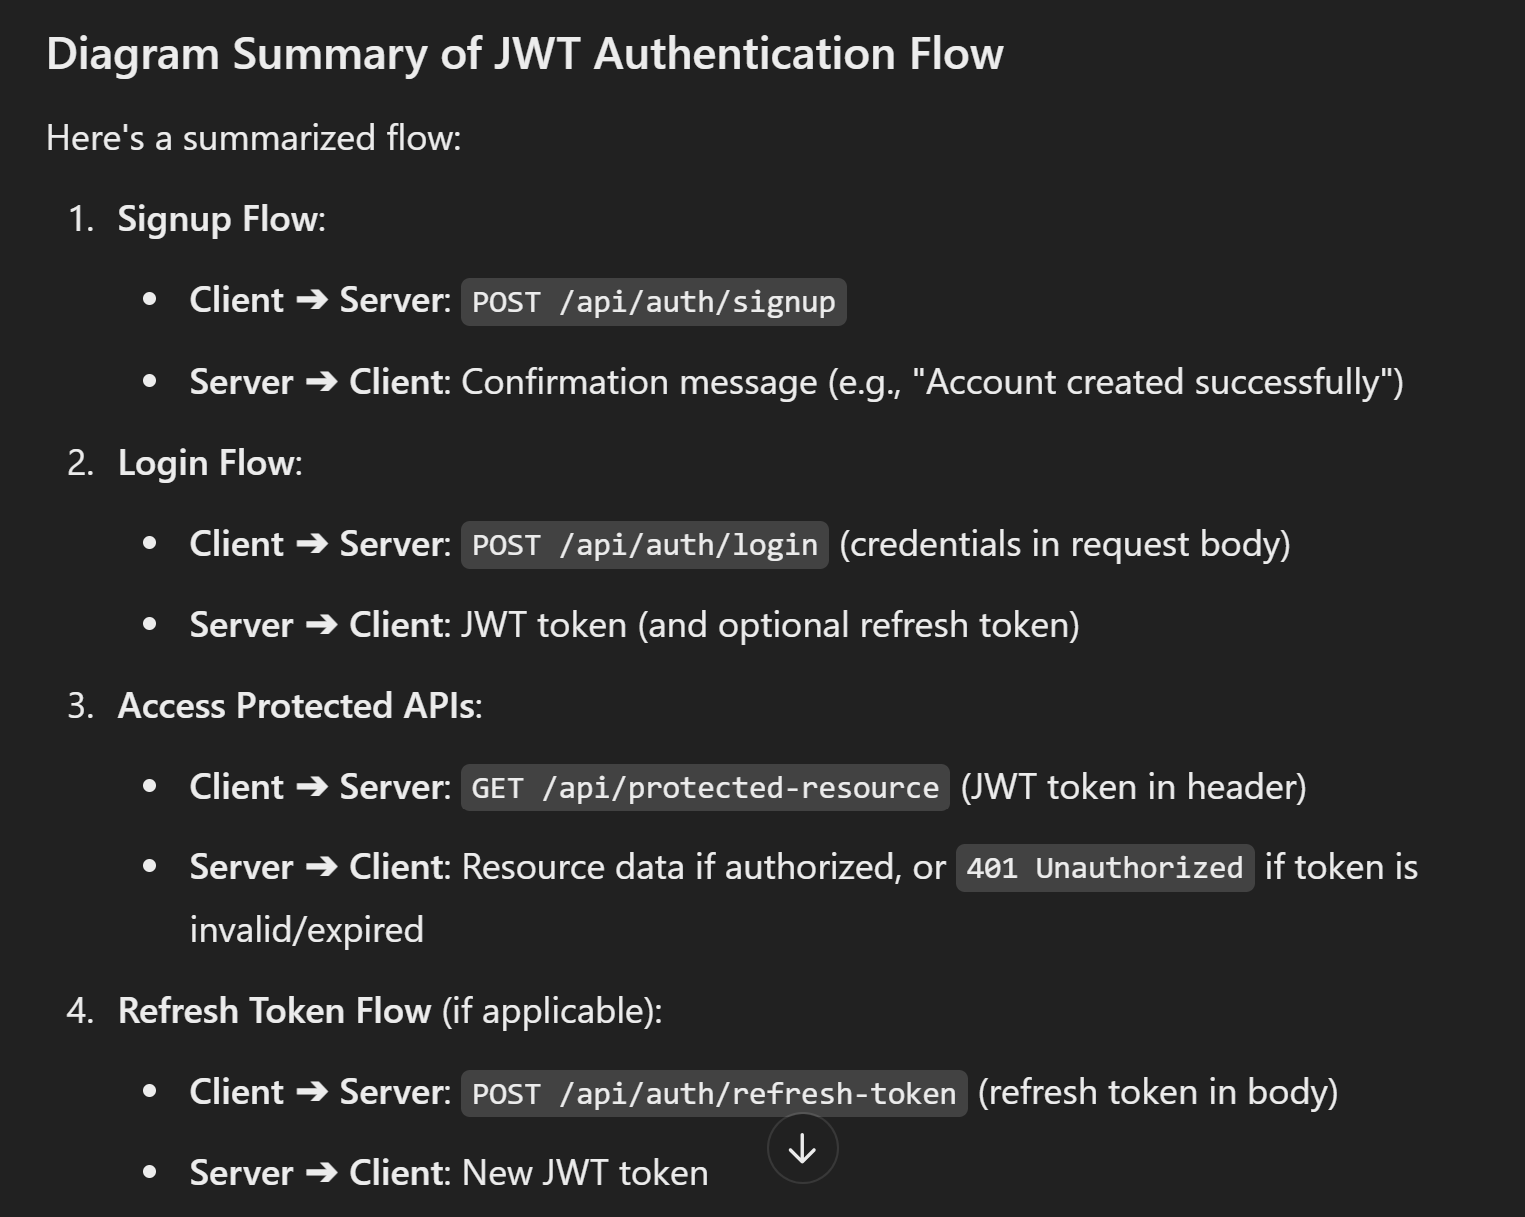 Diagram Summary of JWT Authentication Flow
Here's a summarized flow:
1. Signup Flow:
• Client ➔ Server: POST /api/auth/signup
• Server ➔ Client: Confirmation message (e.g., "Account created successfully")
2. Login Flow:
• Client ➔ Server: POST /api/auth/login (credentials in request body)
• Server ➔ Client: JWT token (and optional refresh token)
3. Access Protected APIs:
• Client ➔ Server: GET /api/protected-resource (JWT token in header)
• Server ➔ Client: Resource data if authorized, or 401 Unauthorized if token is
invalid/expired
4. Refresh Token Flow (if applicable):
• Client ➔ Server: POST /api/auth/refresh-token (refresh token in body)
• Server ➔ Client: New JWT token